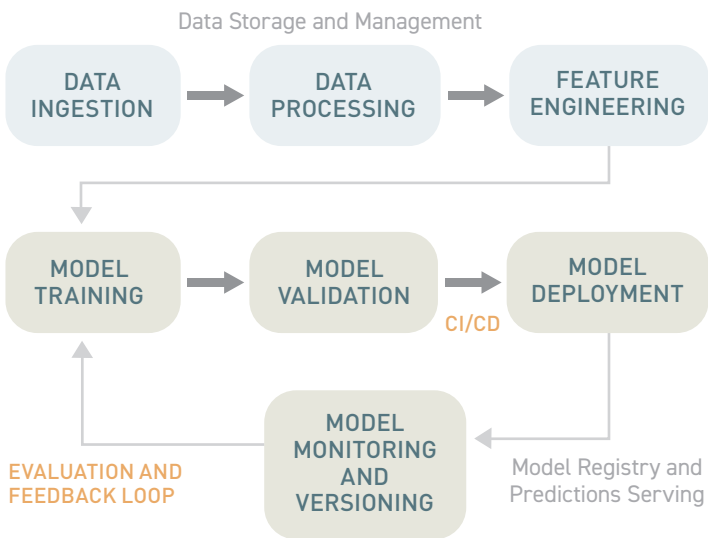 Data Storage and Management
DATA
INGESTION
DATA
PROCESSING
FEATURE
ENGINEERING
MODEL
TRAINING
MODEL
VALIDATION
CI/CD
MODEL
DEPLOYMENT
MODEL
MONITORING
AND
VERSIONING
EVALUATION AND
FEEDBACK LOOP
Model Registry and
Predictions Serving